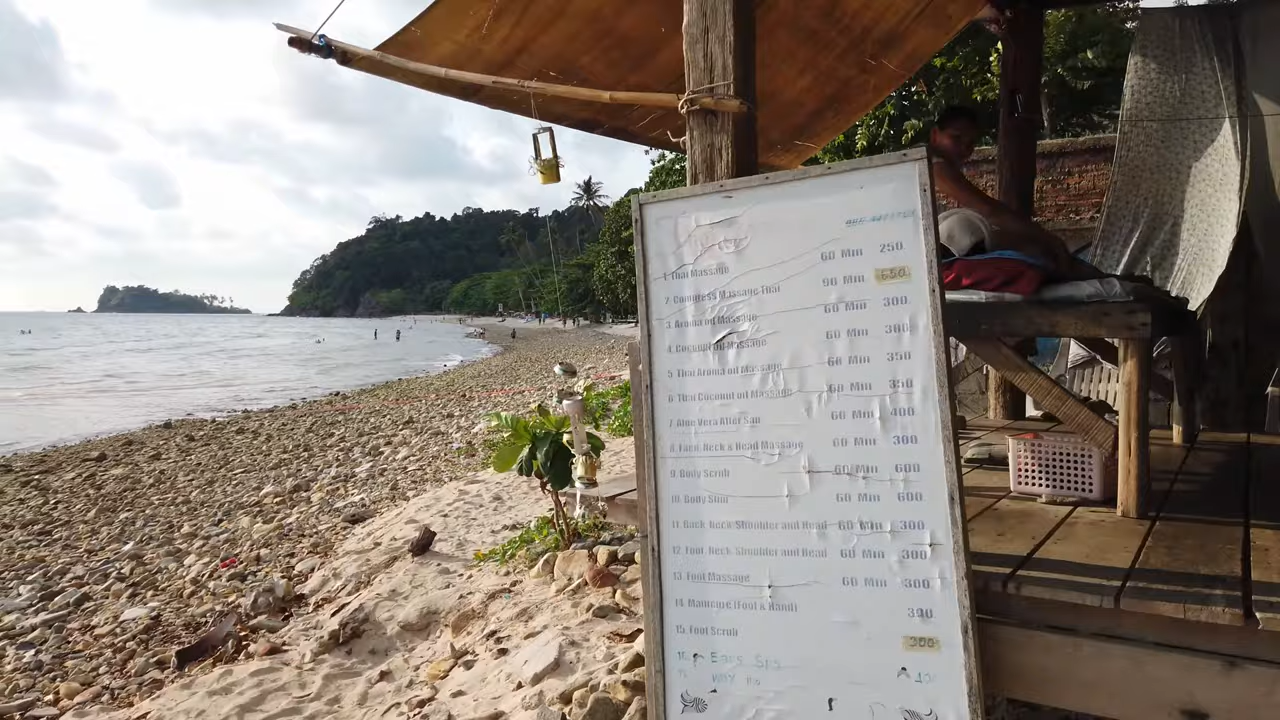 1. Thai Massage 60 Min 250.
2. Compress Massage Thai 90 Min 650.
3. Aroma oil Massage 60 Min 300.
4. Coconut oil Massage 60 Min 300.
5. Thai Aroma oil Massage 60 Min 350
6. Thai Coconut oil Massage 60 Min 350.
7. Aloe Vera After Sun 60 Min 400
8. Face Neck & Head Massage 60 Min 300
9. Body Scrub 60 Min 600
10. Body Slim 60 Min 600.
11. Back Neck Shoulder and Head 60 Min 300
12. Foot, Neck, Shoulder and Head 60 Min 300
13. Foot Massage 60 Min 300
14. Manicure (Foot & Hand)
15. Foot Scrub 300
16. Ears Spa